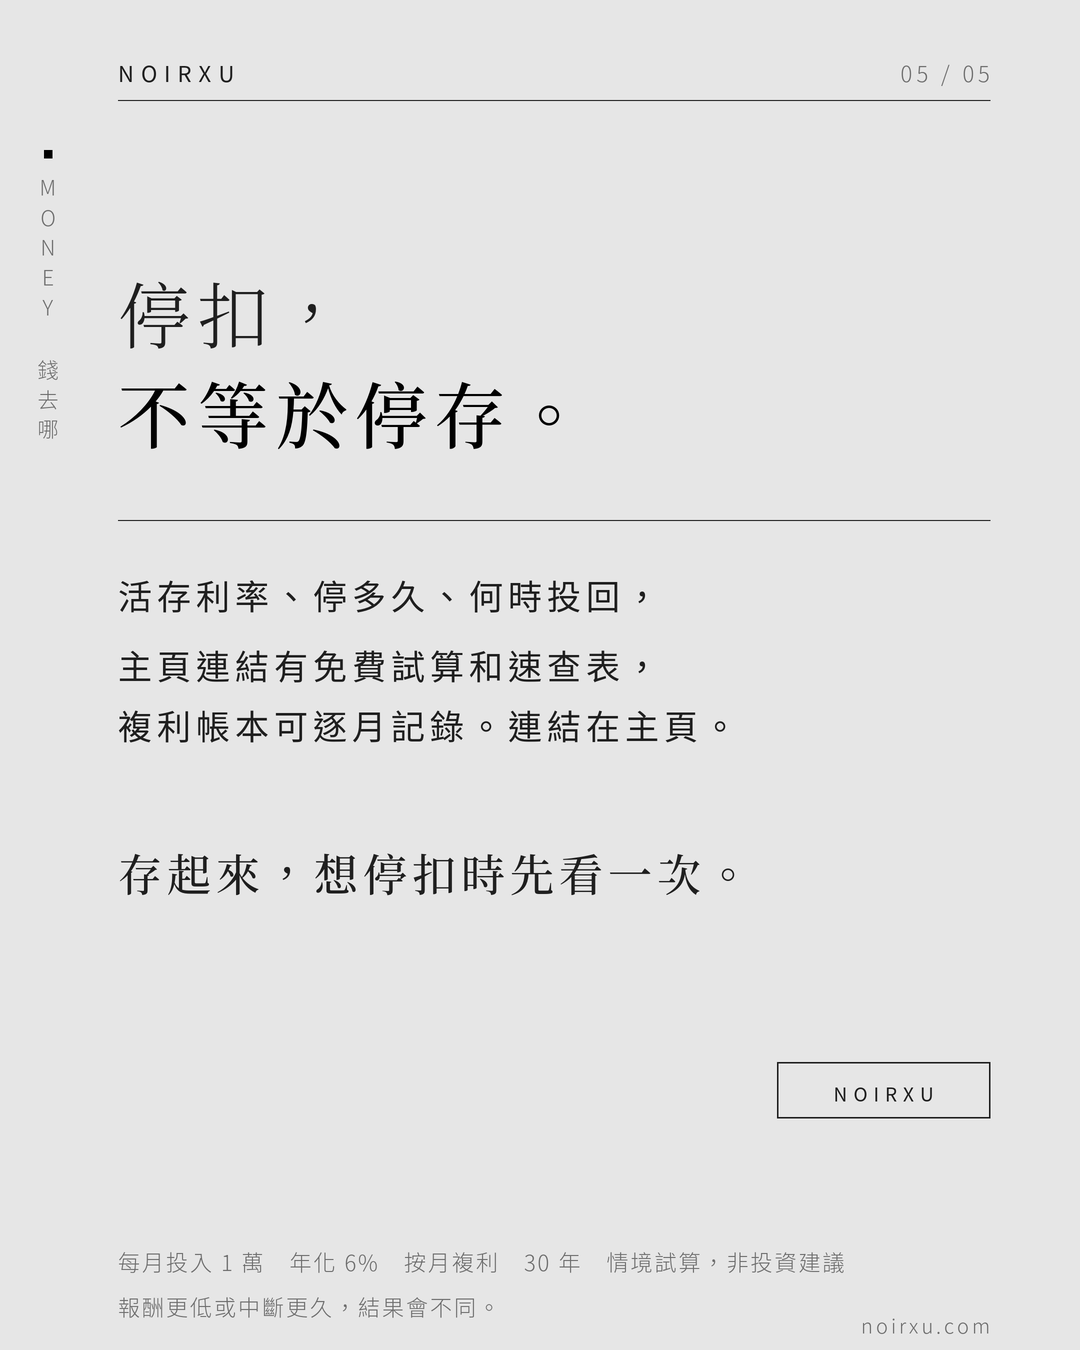 NOIRXU
05 / 05
MONEY 錢去哪
停扣，
不等於停存。
活存利率、停多久、何時投回，
主頁連結有免費試算和速查表，
複利帳本可逐月記錄。連結在主頁。
存起來，想停扣時先看一次。
NOIRXU
每月投入 1 萬　年化 6%　按月複利　30 年　情境試算，非投資建議
報酬更低或中斷更久，結果會不同。
noirxu.com